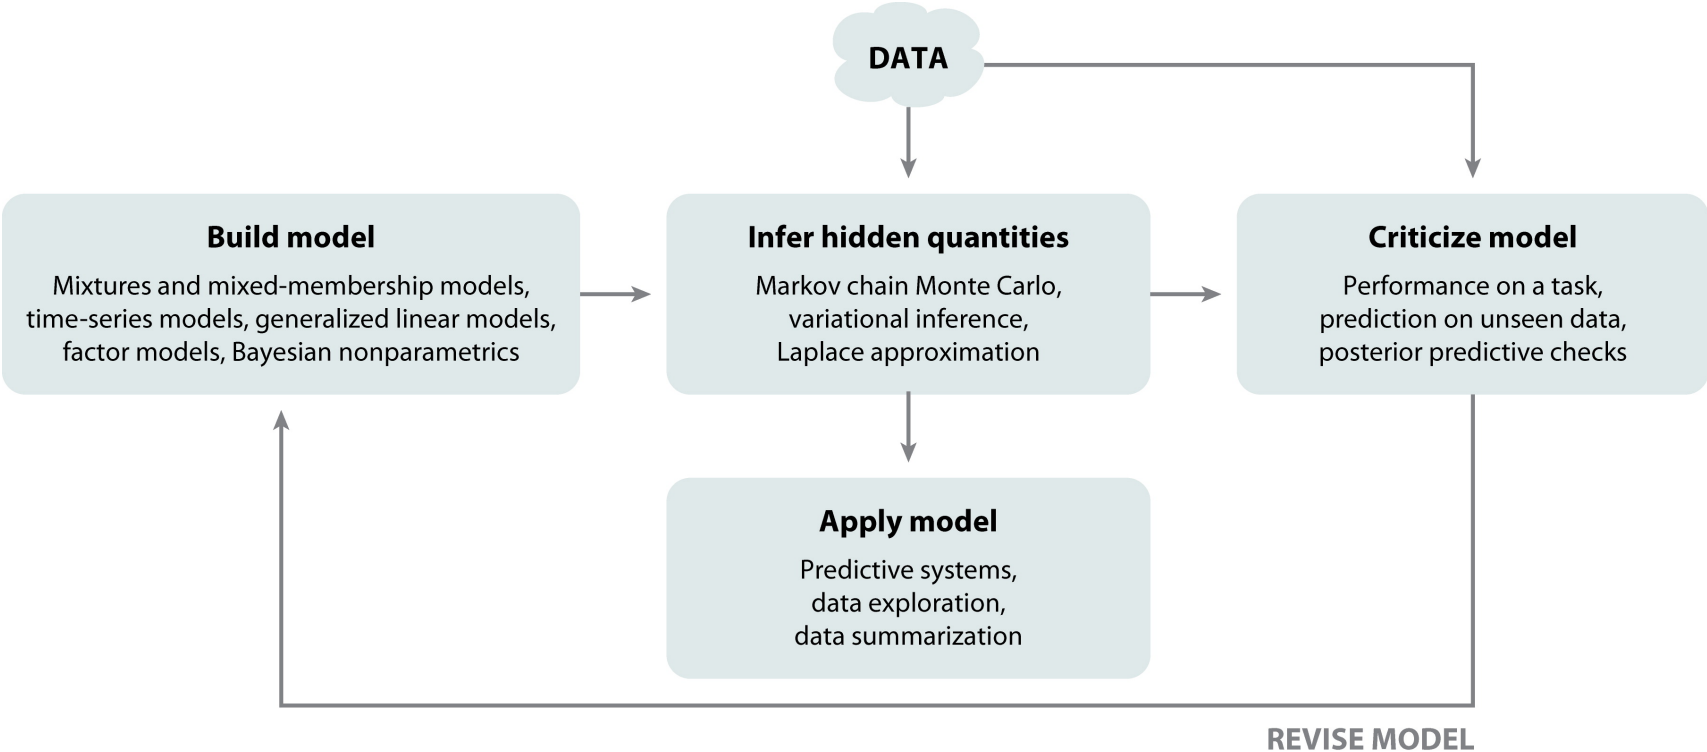 DATA
Build model
Mixtures and mixed-membership models,
time-series models, generalized linear models,
factor models, Bayesian nonparametrics
Infer hidden quantities
Markov chain Monte Carlo,
variational inference,
Laplace approximation
Criticize model
Performance on a task,
prediction on unseen data,
posterior predictive checks
Apply model
Predictive systems,
data exploration,
data summarization
REVISE MODEL